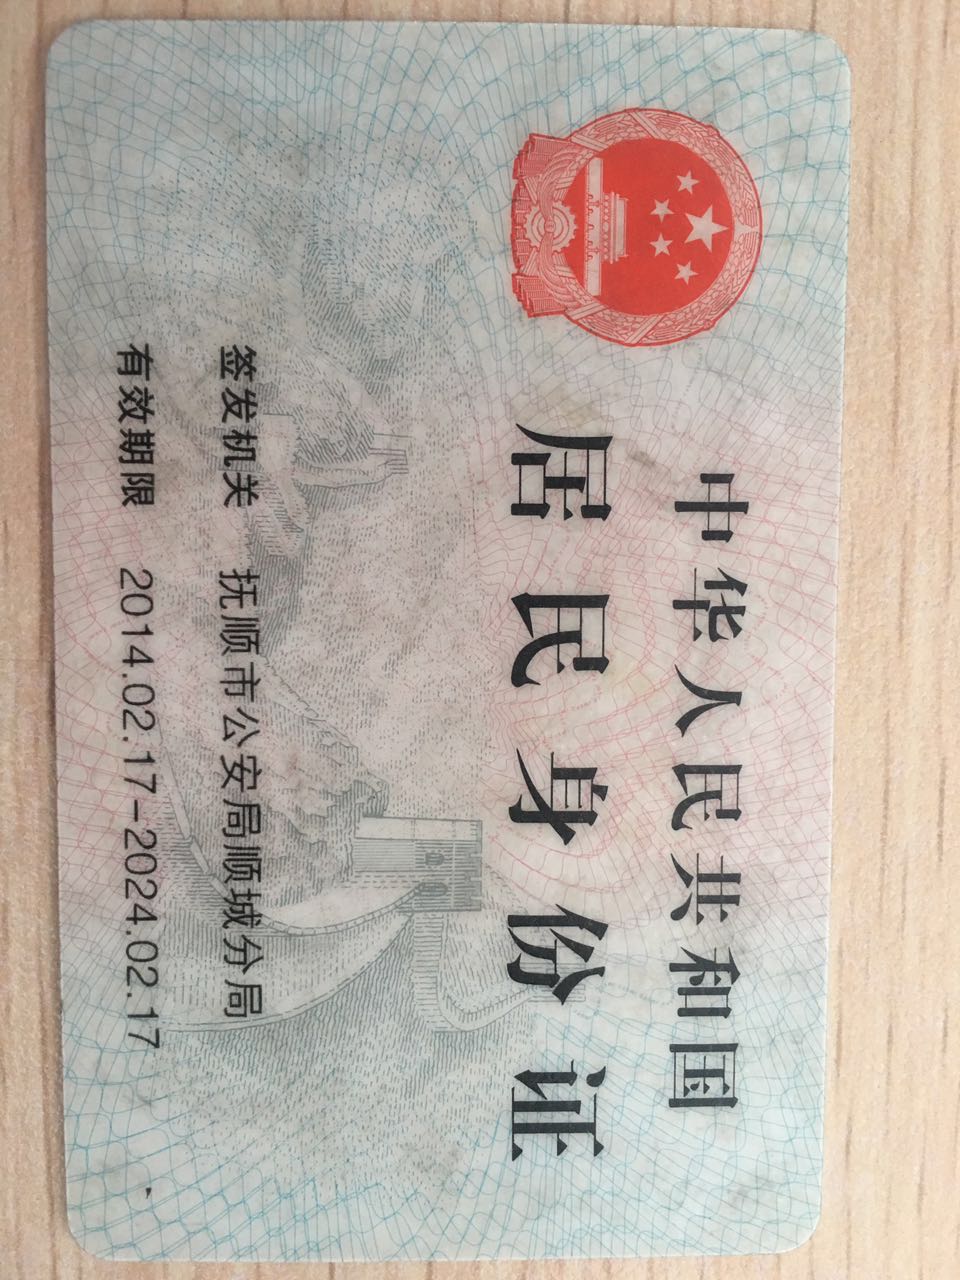 中华人民共和国
居民身份证
签发机关 抚顺市公安局顺城分局
有效期限 2014.02.17-2024.02.17